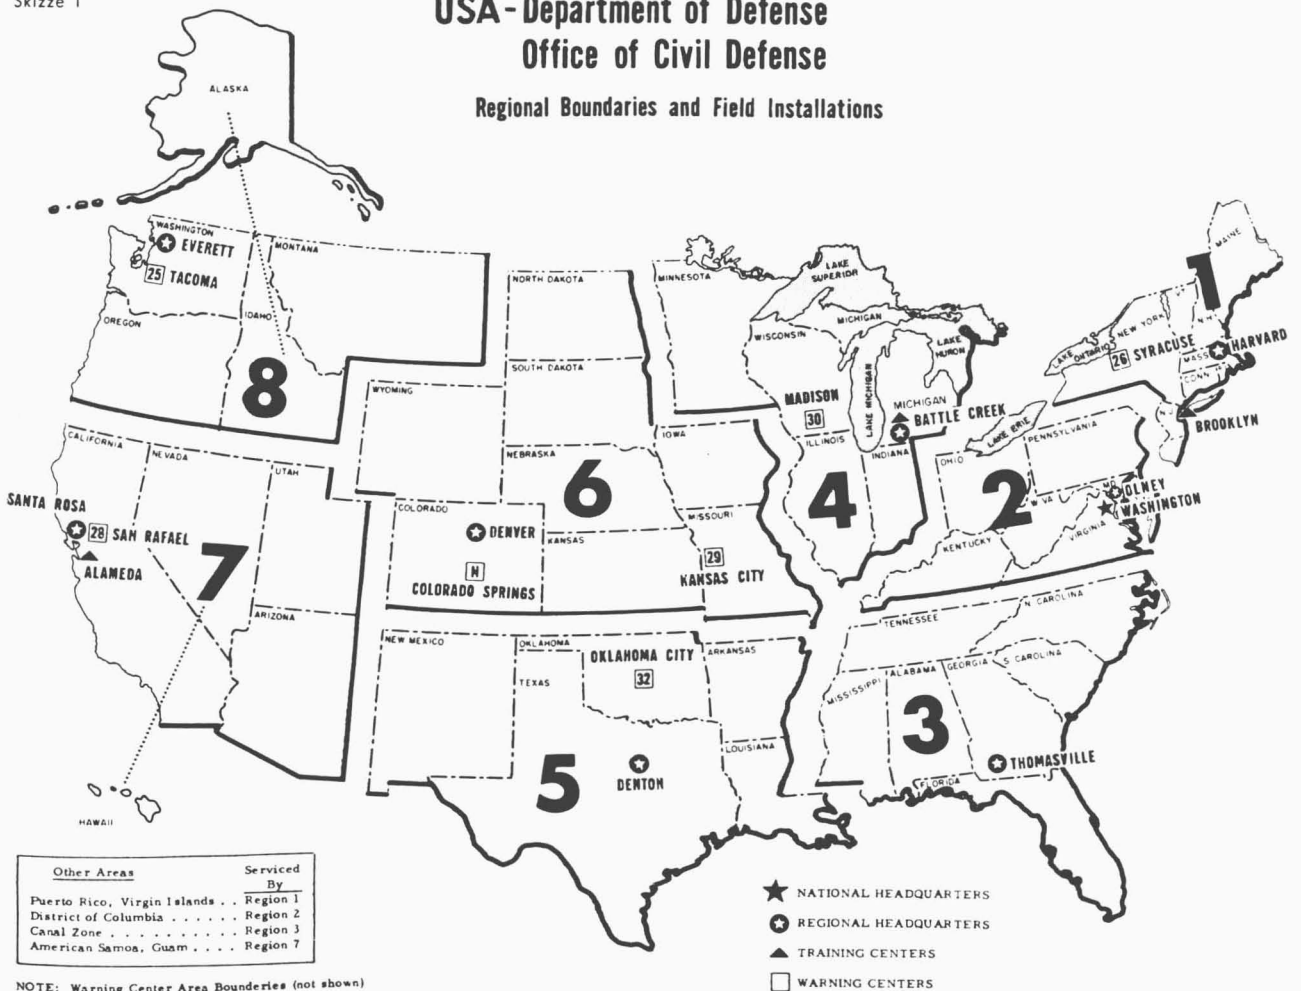 Skizze 1
USA - Department of Defense
Office of Civil Defense
Regional Boundaries and Field Installations
ALASKA
WASHINGTON
EVERETT
25 TACOMA
MONTANA
OREGON
IDAHO
8
NORTH DAKOTA
SOUTH DAKOTA
WYOMING
NEBRASKA
6
COLORADO
DENVER
N
COLORADO SPRINGS
KANSAS
IOWA
MISSOURI
29
KANSAS CITY
MINNESOTA
LAKE
SUPERIOR
WISCONSIN
MICHIGAN
LAKE
HURON
LAKE MICHIGAN
MADISON
30
MICHIGAN
BATTLE CREEK
ILLINOIS
INDIANA
4
MAINE
1
NEW YORK
N.H.
LAKE
ONTARIO
26 SYRACUSE
MASS
HARVARD
CONN
BROOKLYN
LAKE ERIE
PENNSYLVANIA
OHIO
2
W VA
MD
OLNEY
WASHINGTON
VIRGINIA
KENTUCKY
CALIFORNIA
NEVADA
UTAH
SANTA ROSA
28 SAN RAFAEL
ALAMEDA
7
ARIZONA
HAWAII
NEW MEXICO
OKLAHOMA
OKLAHOMA CITY
32
ARKANSAS
TEXAS
LOUISIANA
5
DENTON
TENNESSEE
N CAROLINA
MISSISSIPPI
ALABAMA
GEORGIA
S CAROLINA
3
THOMASVILLE
FLORIDA
Other Areas Serviced
By
Puerto Rico, Virgin Islands . . Region 1
District of Columbia . . . . . . Region 2
Canal Zone . . . . . . . . . . Region 3
American Samoa, Guam . . . . Region 7
NOTE: Warning Center Area Bounderies (not shown)
NATIONAL HEADQUARTERS
REGIONAL HEADQUARTERS
TRAINING CENTERS
WARNING CENTERS